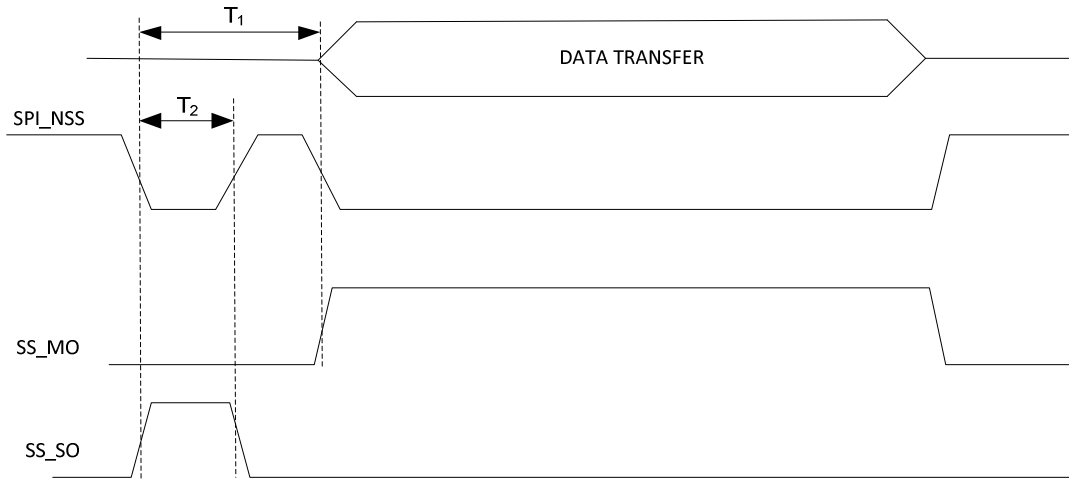 T1
DATA TRANSFER
T2
SPI_NSS
SS_MO
SS_SO